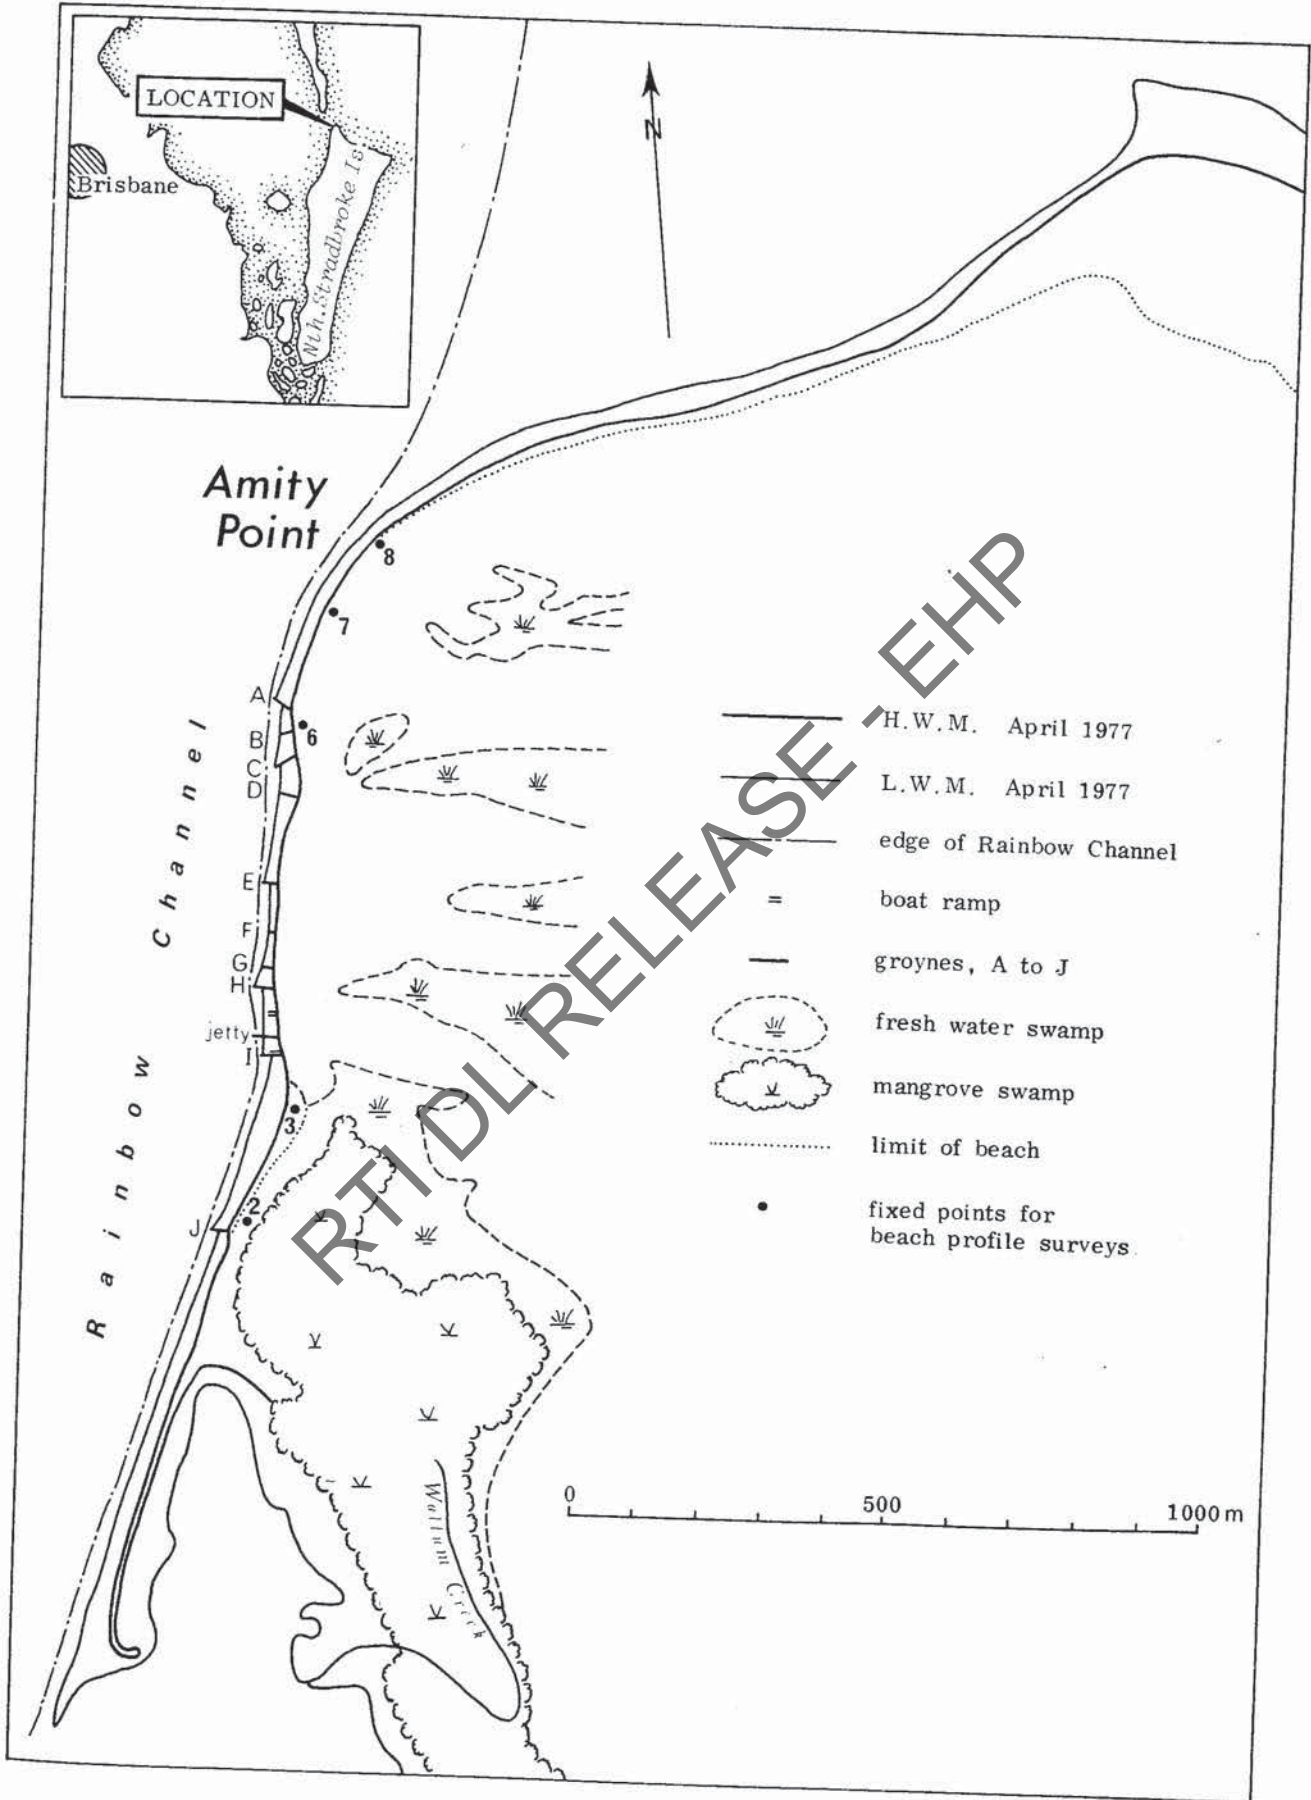 LOCATION
Brisbane
Nth. Stradbroke Is
N
Amity
Point
8
7
A
6
B
C
D
E
F
G
H
jetty
I
3
2
J
Rainbow Channel
H.W.M. April 1977
L.W.M. April 1977
edge of Rainbow Channel
boat ramp
groynes, A to J
fresh water swamp
mangrove swamp
limit of beach
fixed points for
beach profile surveys
0 500 1000 m
Wallum Creek
RTI DL RELEASE - EHP